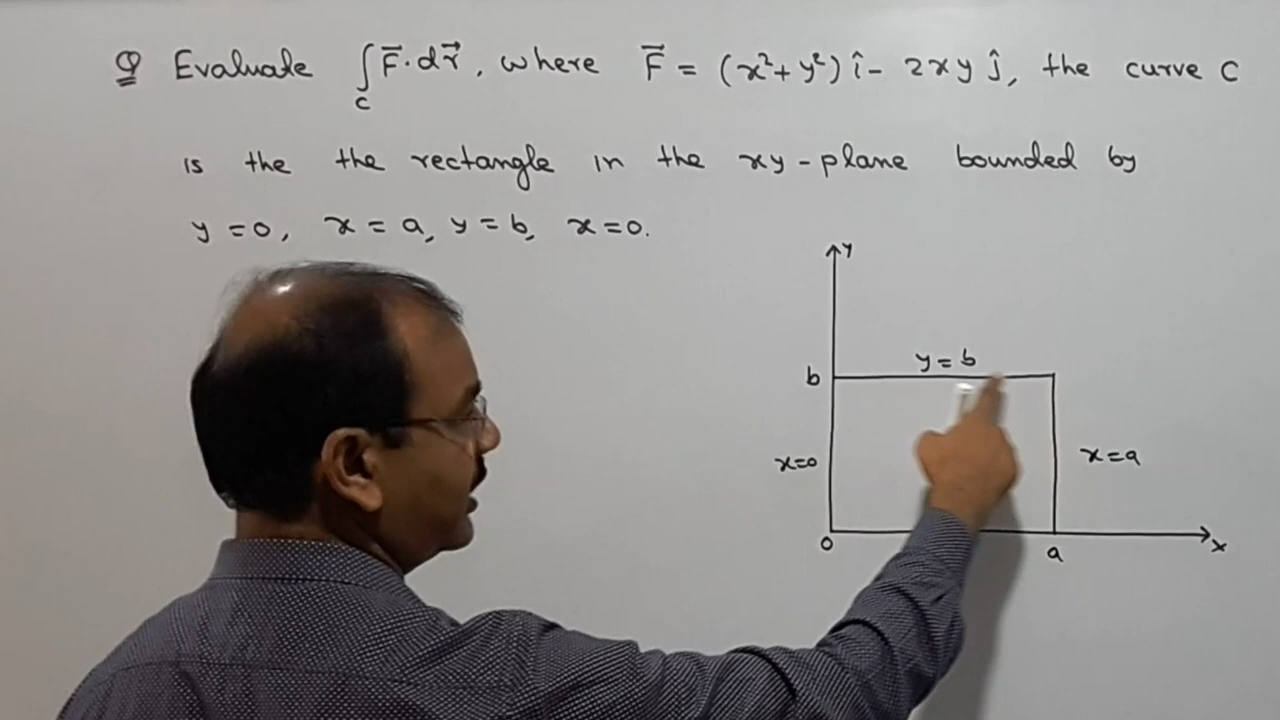 Q Evaluate ∫_C F⃗·dr⃗, where F⃗ = (x²+y²) î - 2xy ĵ, the curve C
is the the rectangle in the xy-plane bounded by
y=0, x=a, y=b, x=0.
y
y=b
b
x=0
x=a
0
a
x